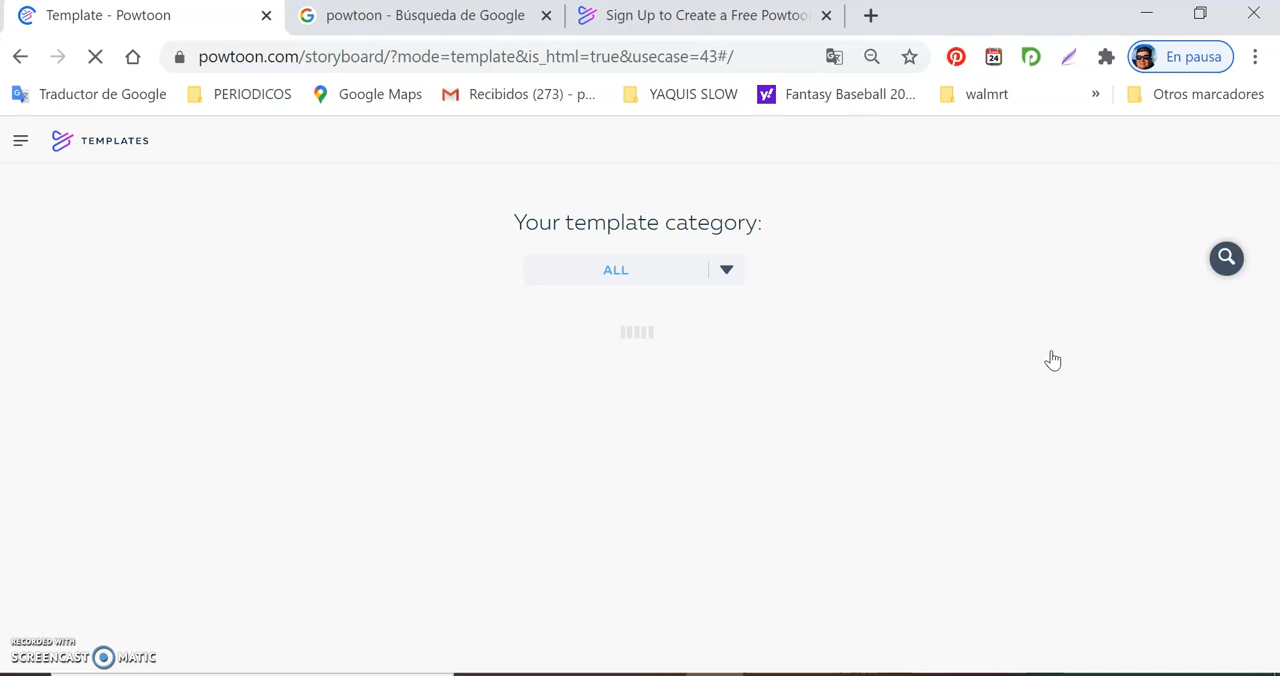 Template - Powtoon
powtoon - Búsqueda de Google
Sign Up to Create a Free Powtoo
powtoon.com/storyboard/?mode=template&is_html=true&usecase=43#/
24
En pausa
Traductor de Google
PERIODICOS
Google Maps
Recibidos (273) - p...
YAQUIS SLOW
y!
Fantasy Baseball 20...
walmrt
»
Otros marcadores
TEMPLATES
Your template category:
ALL
RECORDED WITH
SCREENCAST MATIC